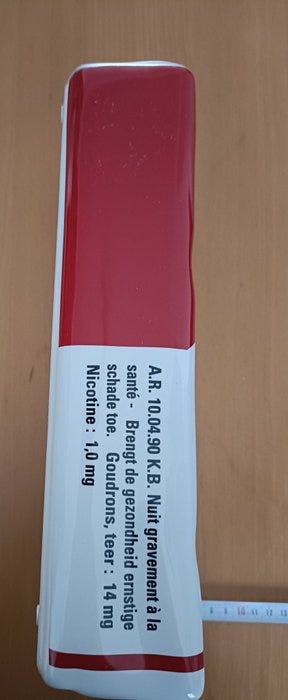 A.R. 10.04.90 K.B. Nuit gravement à la
santé - Brengt de gezondheid ernstige
schade toe. Goudrons, teer : 14 mg
Nicotine : 1,0 mg